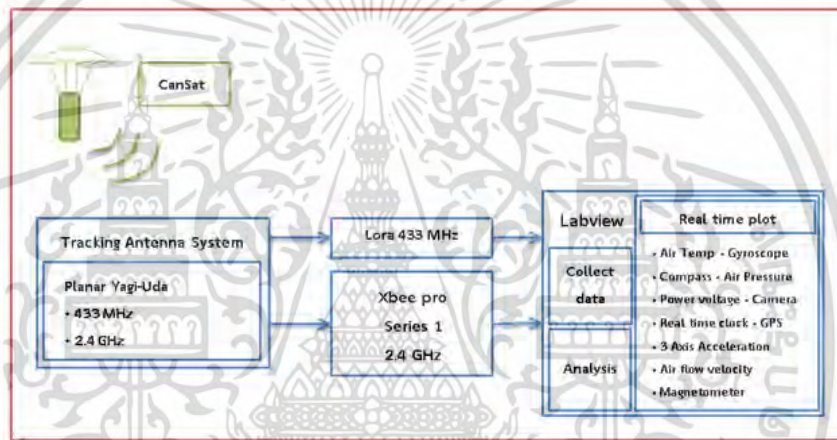 CanSat
Tracking Antenna System
Planar Yagi-Uda
• 433 MHz
• 2.4 GHz
Lora 433 MHz
Xbee pro
Series 1
2.4 GHz
Labview
Collect
data
Analysis
Real time plot
• Air Temp - Gyroscope
• Compass - Air Pressure
• Power voltage - Camera
• Real time clock - GPS
• 3 Axis Acceleration
• Air flow velocity
• Magnetometer